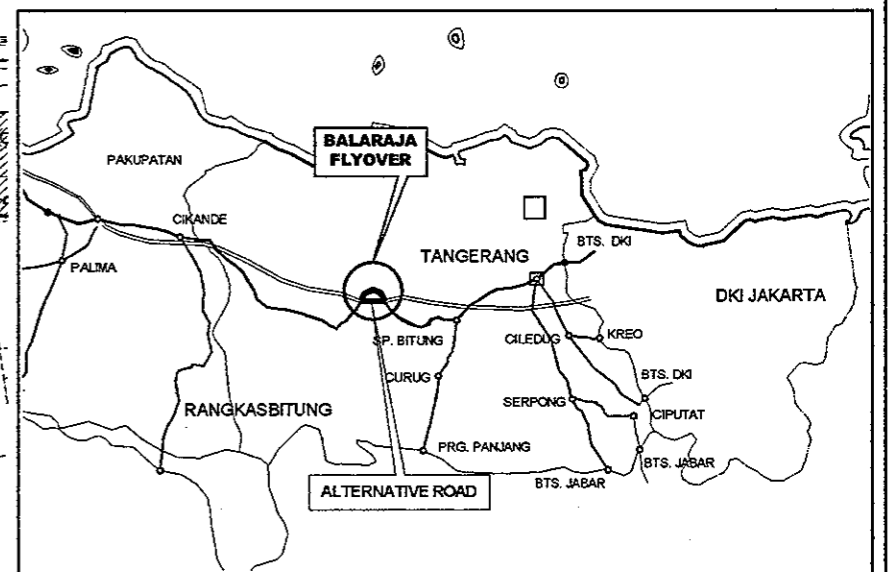 BALARAJA
FLYOVER
PAKUPATAN
CIKANDE
PALIMA
TANGERANG
BTS. DKI
DKI JAKARTA
SP. BITUNG
CILEDUG
KREO
CURUG
BTS. DKI
RANGKASBITUNG
SERPONG
CIPUTAT
PRG. PANJANG
BTS. JABAR
BTS. JABAR
ALTERNATIVE ROAD